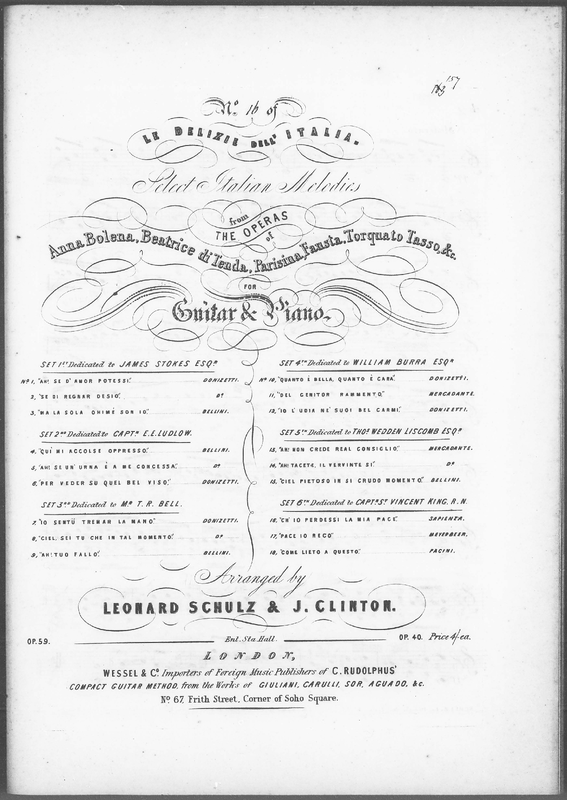 163 157
No. 16 of
LE DELIZIE DELL' ITALIA.
Select Italian Melodies
from
THE OPERAS
of
Anna Bolena, Beatrice di Tenda, Parisina, Fausta, Torquato Tasso, &c.
FOR
Guitar & Piano.
SET 1st Dedicated to JAMES STOKES ESQR
No 1, "AH! SE D'AMOR POTESSI." DONIZETTI.
2, "SE DI REGNAR DESIO." Do
3, "MA LA SOLA OHIMÈ SON IO." BELLINI.
SET 2nd Dedicated to CAPTn E.E. LUDLOW.
4, "QUI MI ACCOLSE OPPRESSO." BELLINI.
5, "AH! SE UN' URNA È A ME CONCESSA." Do
6, "PER VEDER SU QUEL BEL VISO." DONIZETTI.
SET 3rd Dedicated to Mr T. R. BELL.
7, "IO SENTÙ TREMAR LA MANO." DONIZETTI.
8, "CIEL, SEI TU CHE IN TAL MOMENTO." Do
9, "AH! TUO FALLO." BELLINI.
SET 4th Dedicated to WILLIAM BURRA ESQR
No 10, "QUANTO È BELLA, QUANTO È CARA." DONIZETTI.
11, "DEL GENITOR RAMMENTO." MERCADANTE.
12, "IO L'UDIA NE' SUOI BEL CARMI." DONIZETTI.
SET 5th Dedicated to THOs WEDDEN LISCOMB ESQR
13, "AH! NON CREDE REAL CONSIGLIO." MERCADANTE.
14, "AH! TACETE, IL VERVINTE SI." Do
15, "CIEL PIETOSO IN SI CRUDO MOMENTO." BELLINI.
SET 6th Dedicated to CAPTn St VINCENT KING, R.N.
16, "CH'IO PERDESSI LA MIA PACE." SAPIENZA.
17, "PACE IO RECO." MEYERBEER.
18, "COME LIETO A QUESTO." PACINI.
Arranged by
LEONARD SCHULZ & J. CLINTON.
OP. 59. Ent. Sta. Hall. OP. 40. Price 4/- ea.
LONDON,
WESSEL & Co Importers of Foreign Music Publishers of C. RUDOLPHUS'
COMPACT GUITAR METHOD, from the Works of GIULIANI, CARULLI, SOR, AGUADO, &c.
No 67, Frith Street, Corner of Soho Square.